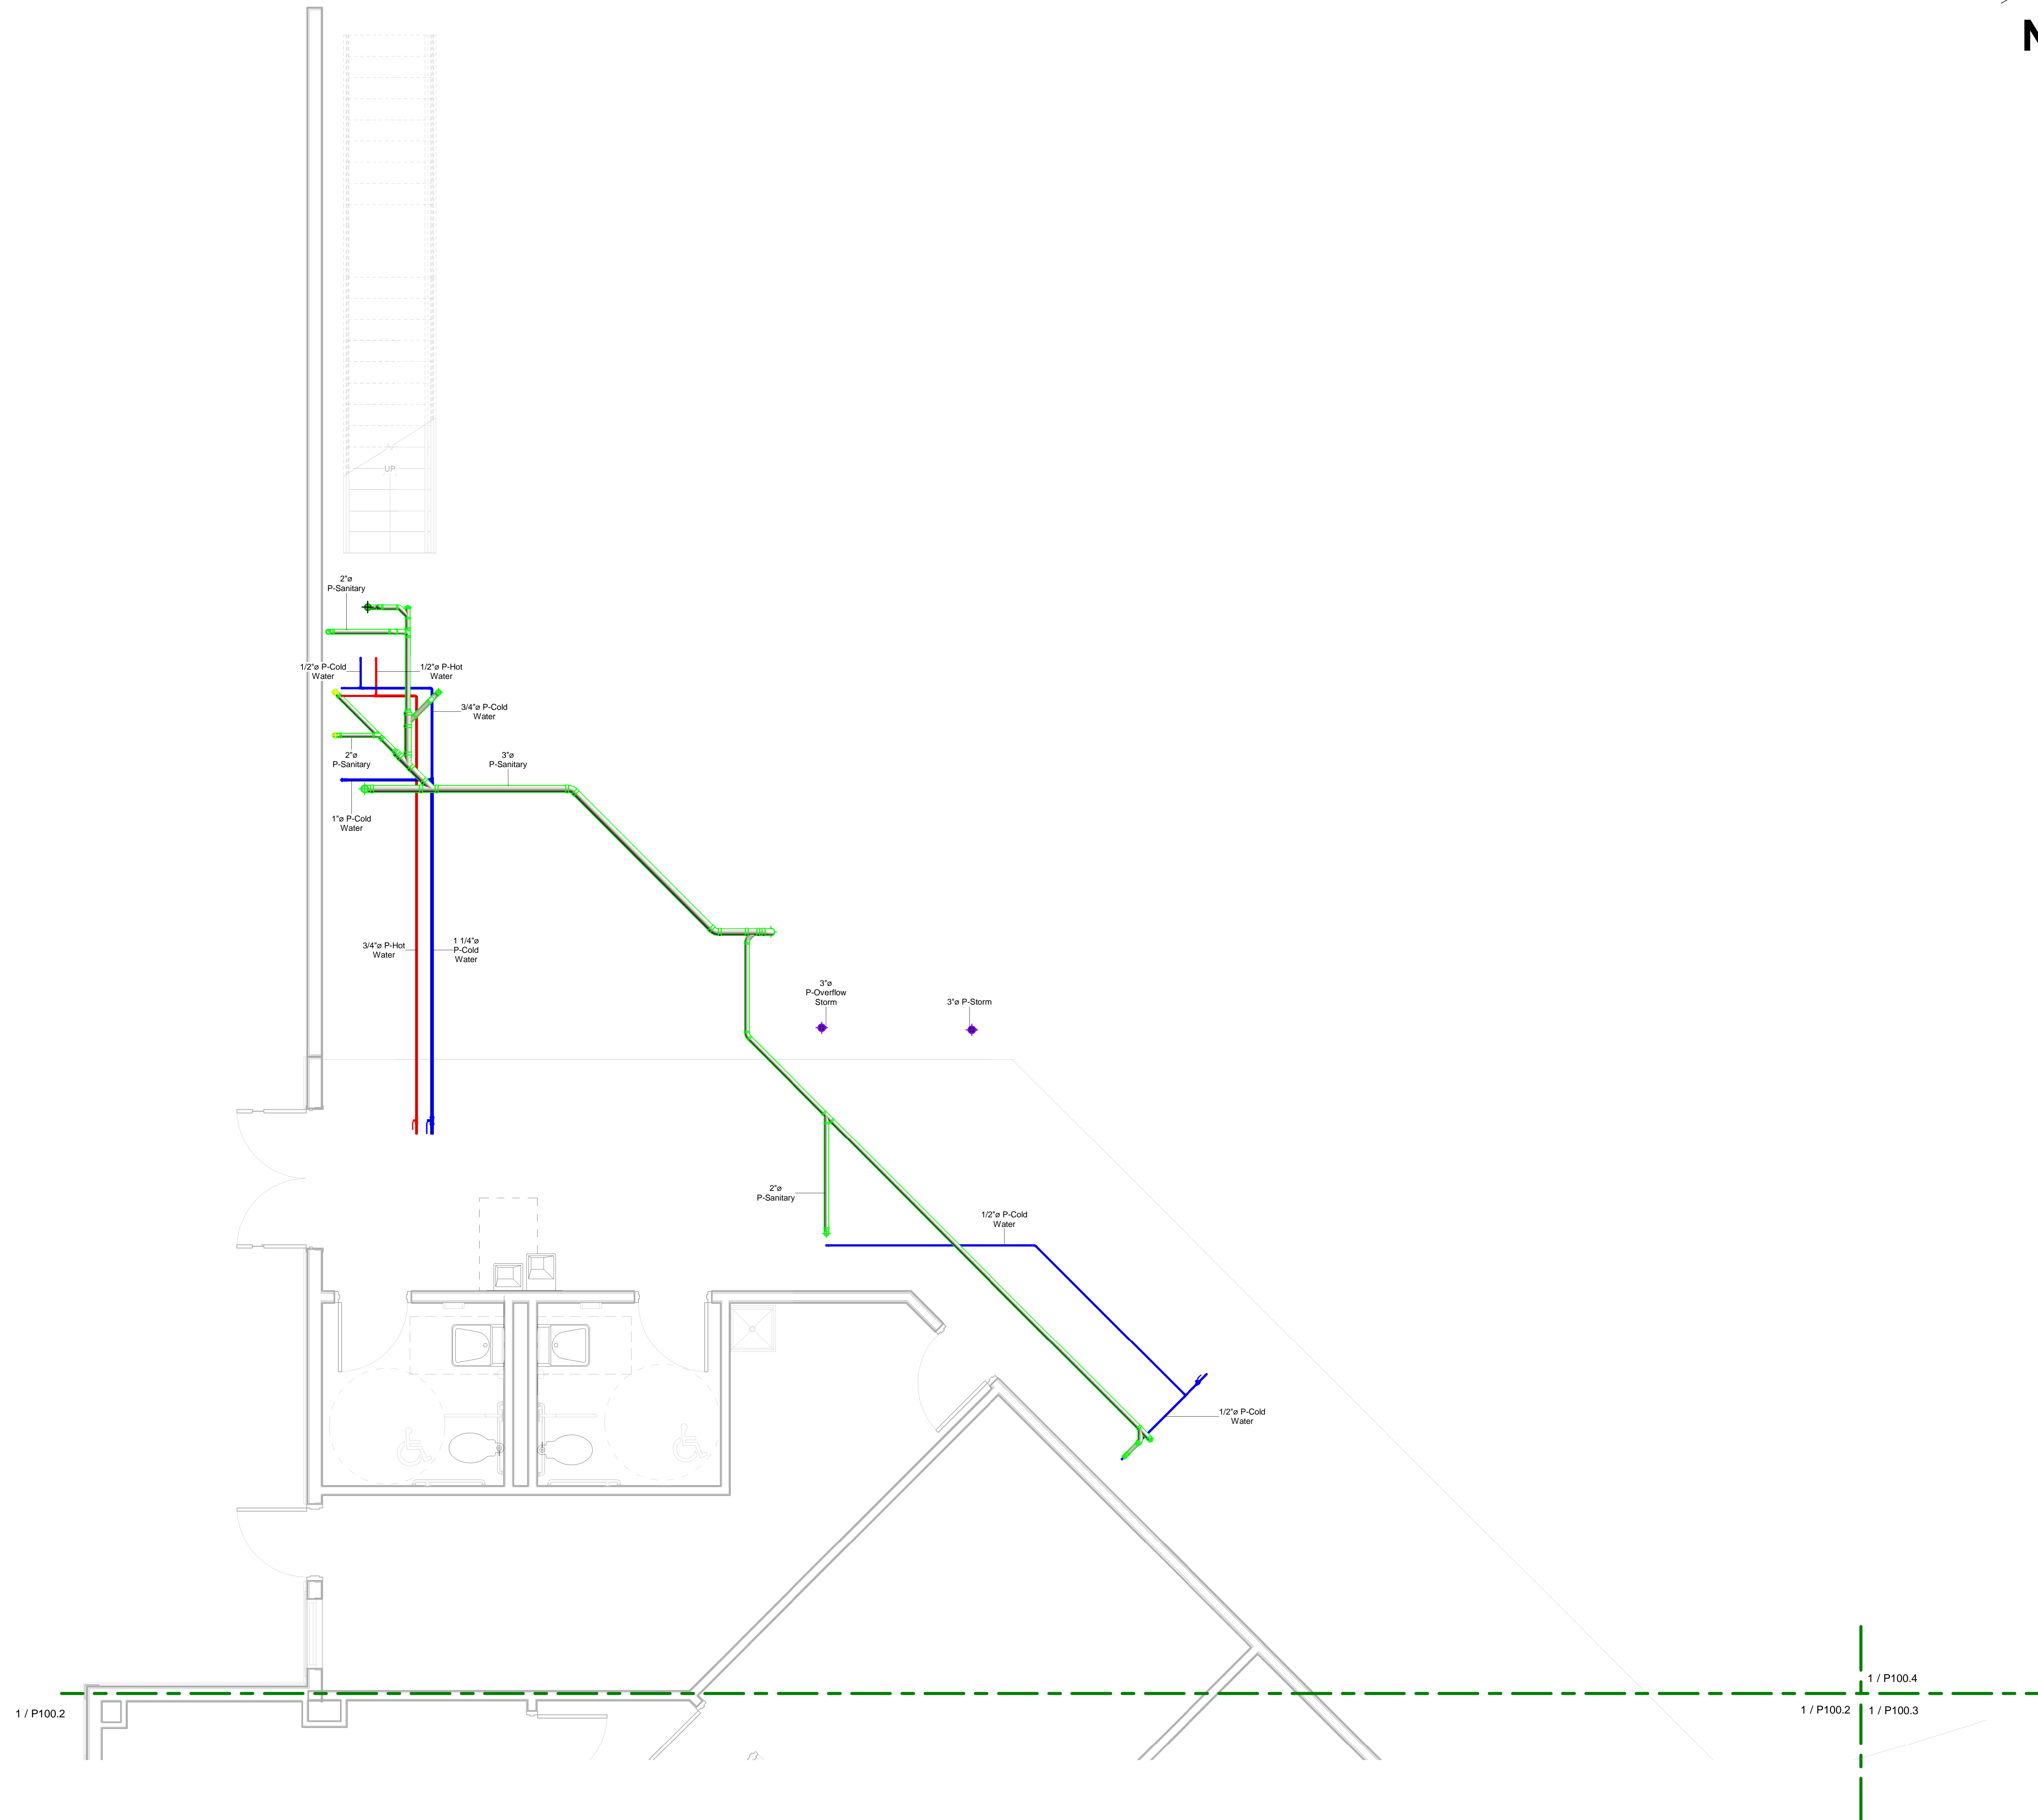 N
UP
2"ø
P-Sanitary
1/2"ø P-Cold
Water
1/2"ø P-Hot
Water
3/4"ø P-Cold
Water
2"ø
P-Sanitary
3"ø
P-Sanitary
1"ø P-Cold
Water
3/4"ø P-Hot
Water
1 1/4"ø
P-Cold
Water
3"ø
P-Overflow
Storm
3"ø P-Storm
2"ø
P-Sanitary
1/2"ø P-Cold
Water
1/2"ø P-Cold
Water
1 / P100.4
1 / P100.2
1 / P100.2
1 / P100.3